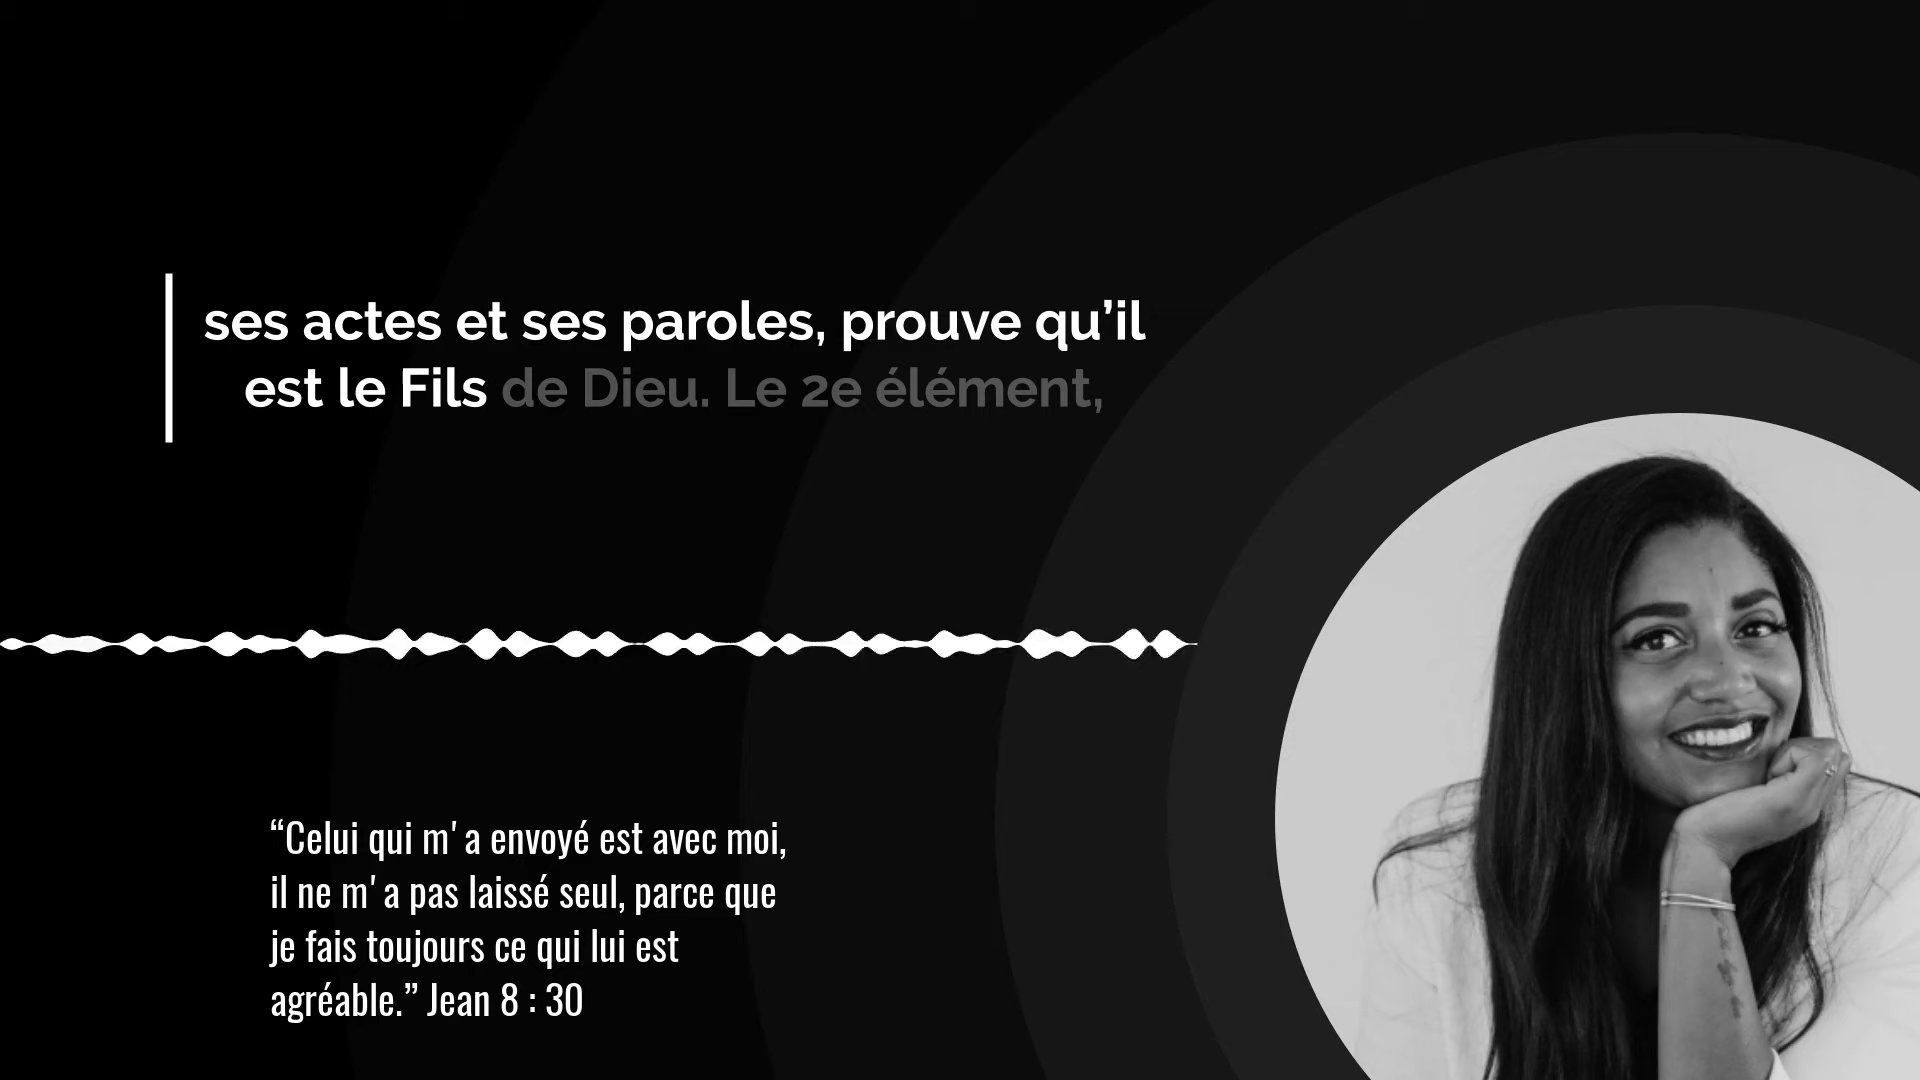 ses actes et ses paroles, prouve qu’il
est le Fils de Dieu. Le 2e élément,
“Celui qui m'a envoyé est avec moi,
il ne m'a pas laissé seul, parce que
je fais toujours ce qui lui est
agréable.” Jean 8 : 30